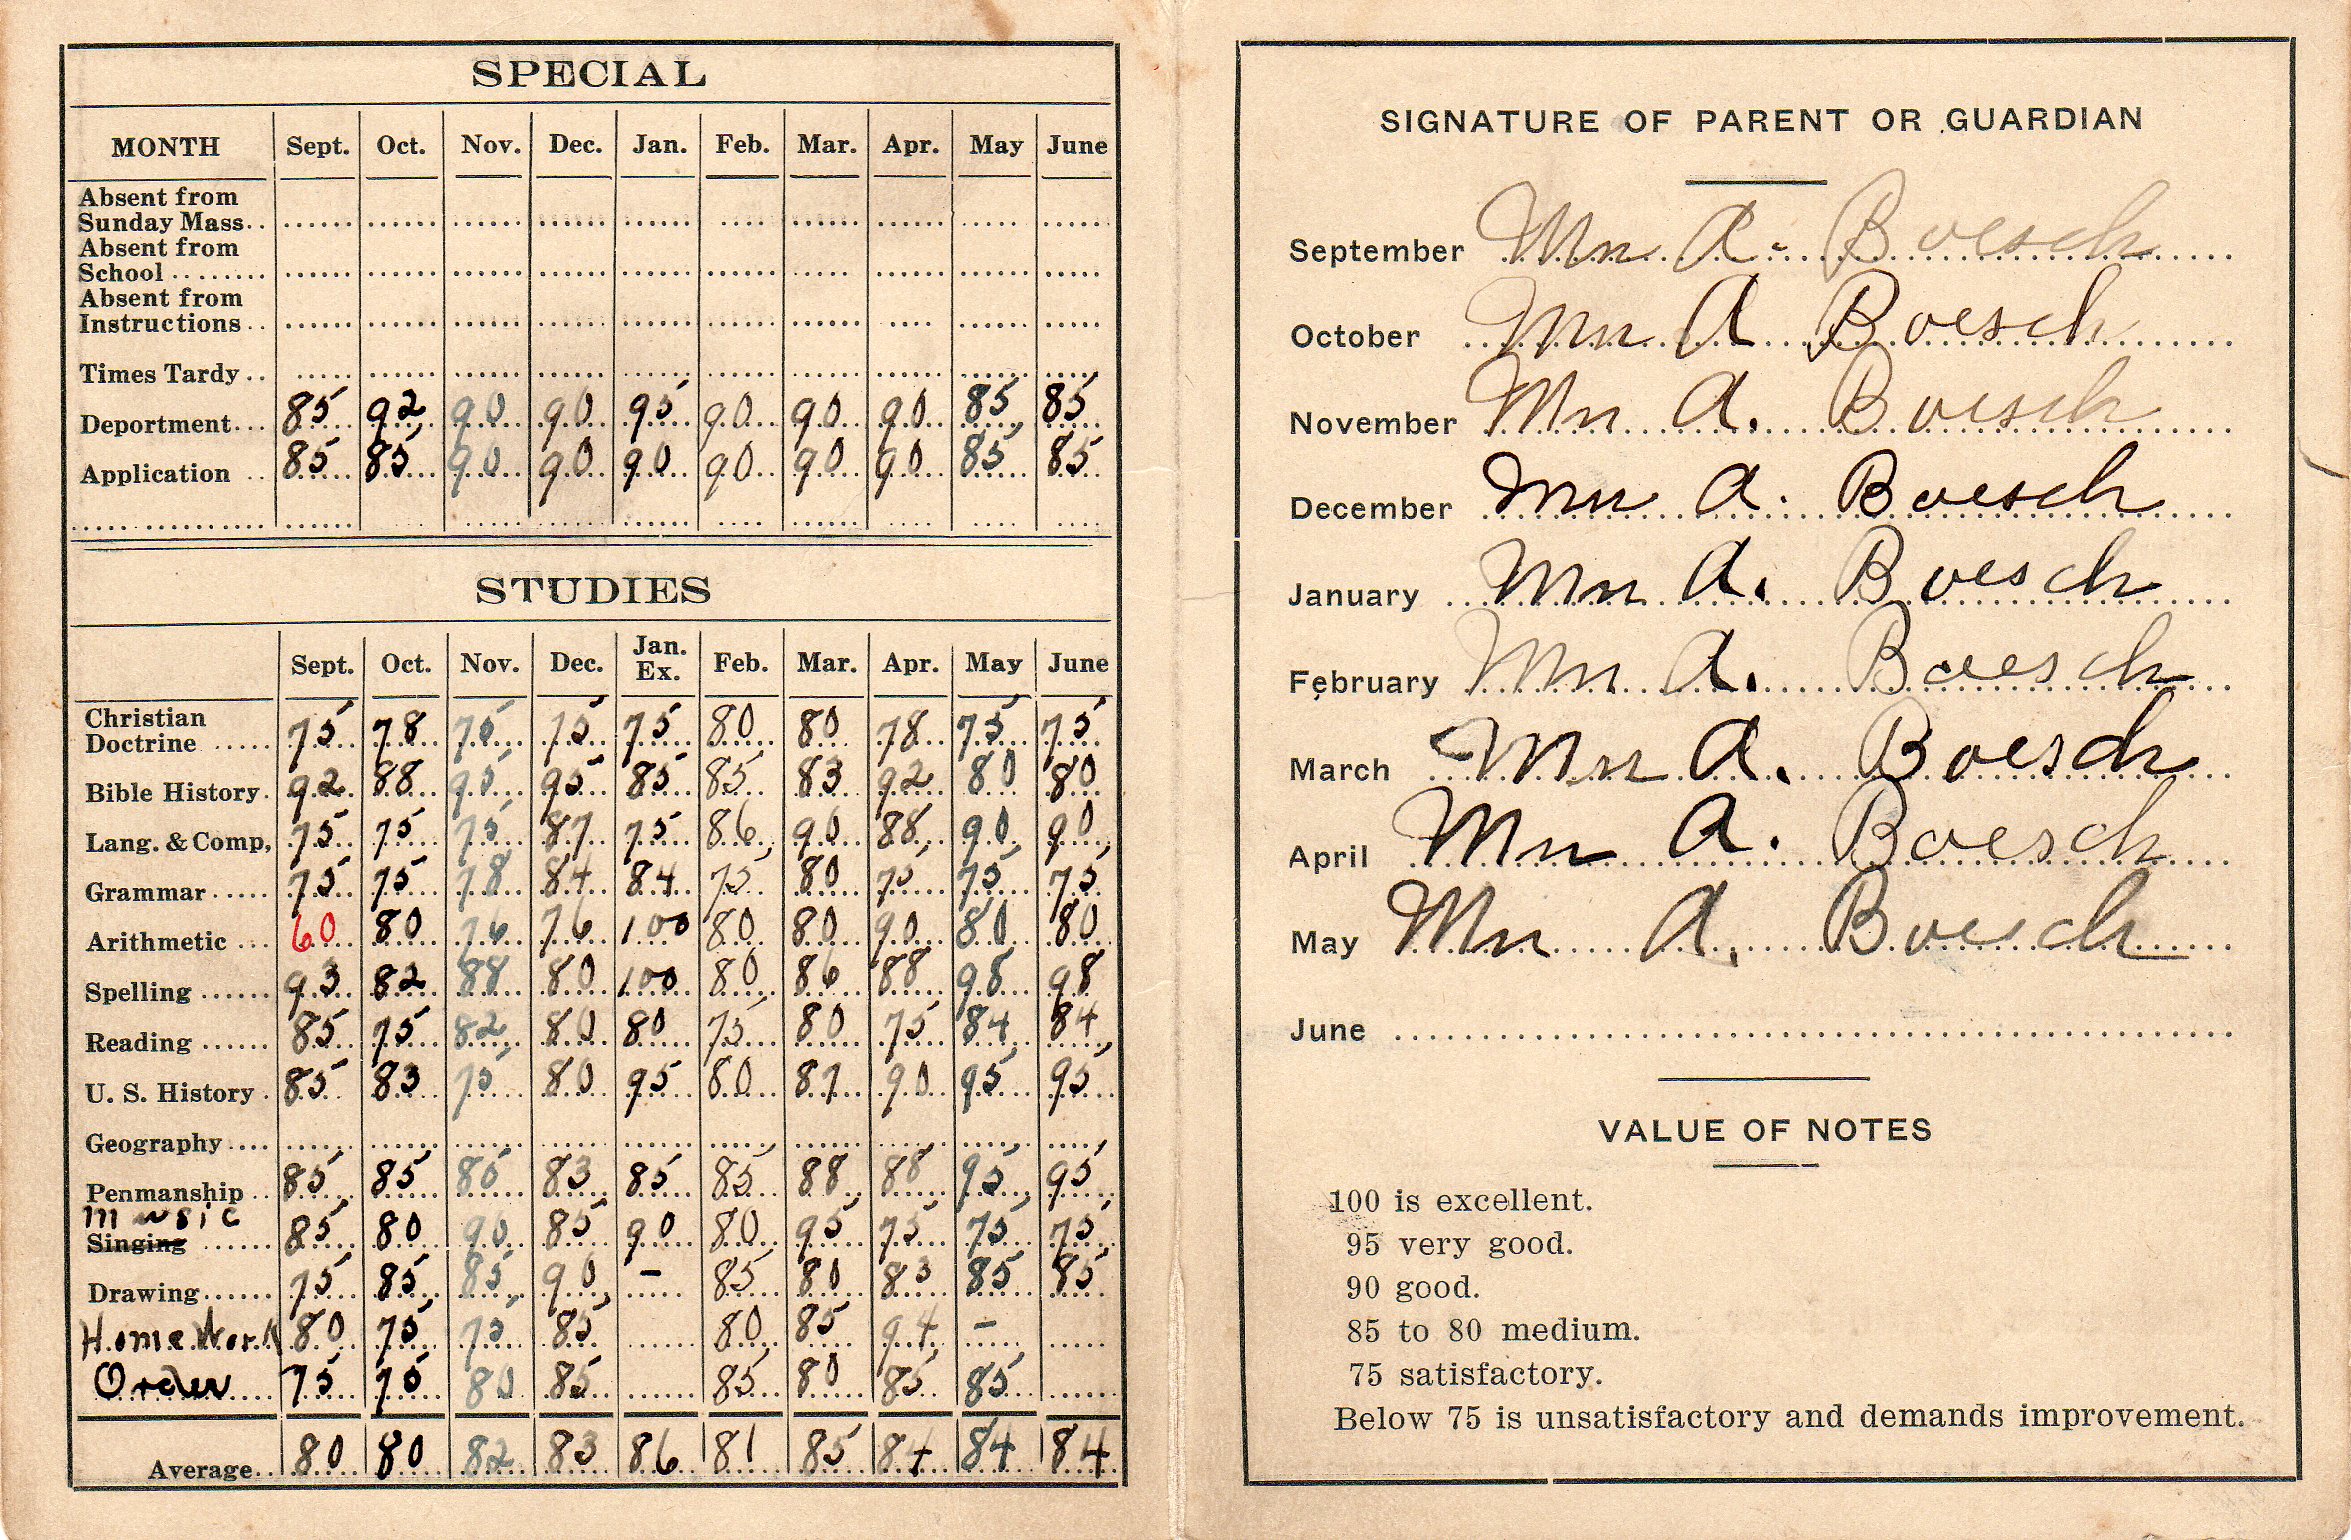 SPECIAL
MONTH Sept. Oct. Nov. Dec. Jan. Feb. Mar. Apr. May June
Absent from
Sunday Mass..
Absent from
School ........
Absent from
Instructions..
Times Tardy..
Deportment... 85 92 90 90 95 90 90 90 85 85
Application .. 85 85 90 90 90 90 90 90 85 85
STUDIES
Sept. Oct. Nov. Dec. Jan. Ex. Feb. Mar. Apr. May June
Christian
Doctrine ..... 75 78 75 75 75 80 80 78 75 75
Bible History. 92 88 95 95 85 85 83 92 80 80
Lang. & Comp, 75 75 75 87 75 86 90 88 90 90
Grammar ..... 75 75 78 84 84 75 80 75 75 75
Arithmetic ... 60 80 76 76 100 80 80 90 80 80
Spelling ...... 93 82 88 80 100 80 86 88 98 98
Reading ...... 85 75 82 80 80 75 80 75 84 84
U. S. History . 85 83 75 80 95 80 87 90 95 95
Geography ....
Penmanship .. 85 85 85 83 85 85 88 88 95 95
Music
Singing ...... 85 80 90 85 90 80 95 75 75 75
Drawing...... 75 85 85 90 – 85 80 83 85 85
Home Work 80 75 75 85 80 85 94 –
Order 75 75 80 85 85 80 85 85
Average.. 80 80 82 83 86 81 85 84 84 84
SIGNATURE OF PARENT OR GUARDIAN
September Mr A. Boesch
October Mr A Boesch
November Mr A. Boesch
December Mr A. Boesch
January Mr A. Boesch
February Mr A. Boesch
March Mr A. Boesch
April Mr A. Boesch
May Mr A. Boesch
June
VALUE OF NOTES
100 is excellent.
95 very good.
90 good.
85 to 80 medium.
75 satisfactory.
Below 75 is unsatisfactory and demands improvement.